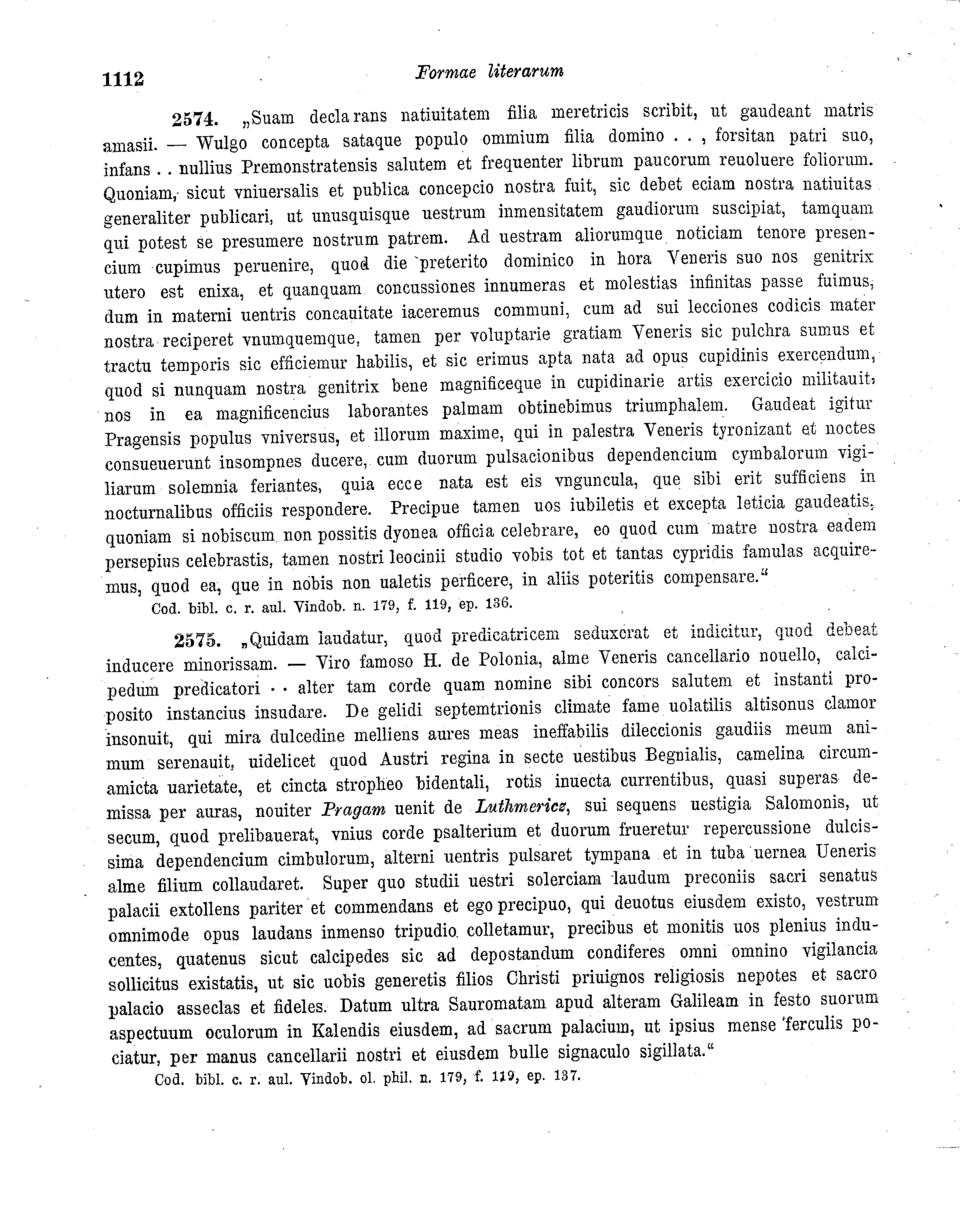 1112
Formae literarum
2574. „Suam declarans natiuitatem filia meretricis scribit, ut gaudeant matris
amasii. — Wulgo concepta sataque populo ommium filia domino . . , forsitan patri suo,
infans . . nullius Premonstratensis salutem et frequenter librum paucorum reuoluere foliorum.
Quoniam, sicut vniuersalis et publica concepcio nostra fuit, sic debet eciam nostra natiuitas
generaliter publicari, ut unusquisque uestrum inmensitatem gaudiorum suscipiat, tamquam
qui potest se presumere nostrum patrem. Ad uestram aliorumque noticiam tenore presen-
cium cupimus peruenire, quod die preterito dominico in hora Veneris suo nos genitrix
utero est enixa, et quanquam concussiones innumeras et molestias infinitas passe fuimus,
dum in materni uentris concauitate iaceremus communi, cum ad sui lecciones codicis mater
nostra reciperet vnumquemque, tamen per voluptarie gratiam Veneris sic pulchra sumus et
tractu temporis sic efficiemur habilis, et sic erimus apta nata ad opus cupidinis exercendum,
quod si nunquam nostra genitrix bene magnificeque in cupidinarie artis exercicio militauit,
nos in ea magnificencius laborantes palmam obtinebimus triumphalem. Gaudeat igitur
Pragensis populus vniversus, et illorum maxime, qui in palestra Veneris tyronizant et noctes
consueuerunt insompnes ducere, cum duorum pulsacionibus dependencium cymbalorum vigi-
liarum solemnia feriantes, quia ecce nata est eis vnguncula, que sibi erit sufficiens in
nocturnalibus officiis respondere. Precipue tamen uos iubiletis et excepta leticia gaudeatis,
quoniam si nobiscum non possitis dyonea officia celebrare, eo quod cum matre nostra eadem
persepius celebrastis, tamen nostri leocinii studio vobis tot et tantas cypridis famulas acquire-
mus, quod ea, que in nobis non ualetis perficere, in aliis poteritis compensare.“
Cod. bibl. c. r. aul. Vindob. n. 179, f. 119, ep. 136.
2575. „Quidam laudatur, quod predicatricem seduxerat et indicitur, quod debeat
inducere minorissam. — Viro famoso H. de Polonia, alme Veneris cancellario nouello, calci-
pedum predicatori . . alter tam corde quam nomine sibi concors salutem et instanti pro-
posito instancius insudare. De gelidi septemtrionis climate fame uolatilis altisonus clamor
insonuit, qui mira dulcedine melliens aures meas ineffabilis dileccionis gaudiis meum ani-
mum serenauit, uidelicet quod Austri regina in secte uestibus Begnialis, camelina circum-
amicta uarietate, et cincta stropheo bidentali, rotis inuecta currentibus, quasi superas de-
missa per auras, nouiter Pragam uenit de Luthmericz, sui sequens uestigia Salomonis, ut
secum, quod prelibauerat, vnius corde psalterium et duorum frueretur repercussione dulcis-
sima dependencium cimbulorum, alterni uentris pulsaret tympana et in tuba uernea Ueneris
alme filium collaudaret. Super quo studii uestri solerciam laudum preconiis sacri senatus
palacii extollens pariter et commendans et ego precipuo, qui deuotus eiusdem existo, vestrum
omnimode opus laudans inmenso tripudio colletamur, precibus et monitis uos plenius indu-
centes, quatenus sicut calcipedes sic ad depostandum condiferes omni omnino vigilancia
sollicitus existatis, ut sic uobis generetis filios Christi priuignos religiosis nepotes et sacro
palacio asseclas et fideles. Datum ultra Sauromatam apud alteram Galileam in festo suorum
aspectuum oculorum in Kalendis eiusdem, ad sacrum palacium, ut ipsius mense ferculis po-
ciatur, per manus cancellarii nostri et eiusdem bulle signaculo sigillata.“
Cod. bibl. c. r. aul. Vindob. ol. phil. n. 179, f. 119, ep. 137.